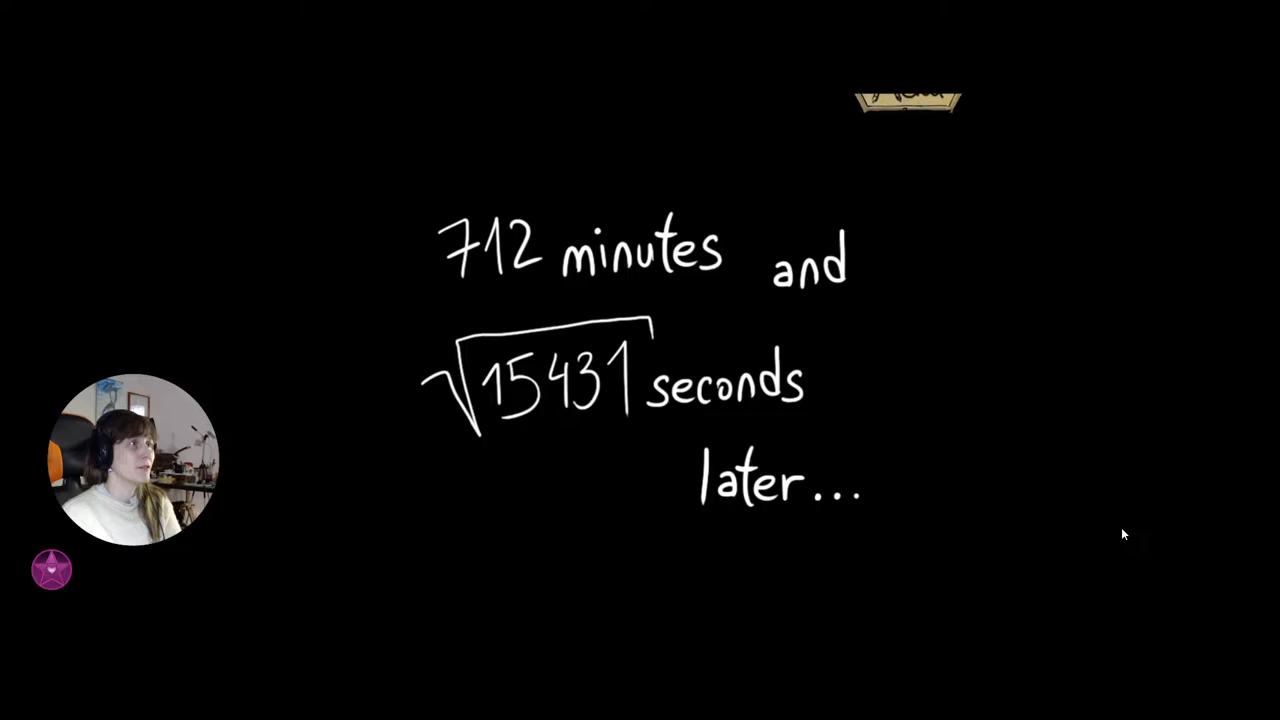 712 minutes and
√15431 seconds
later...